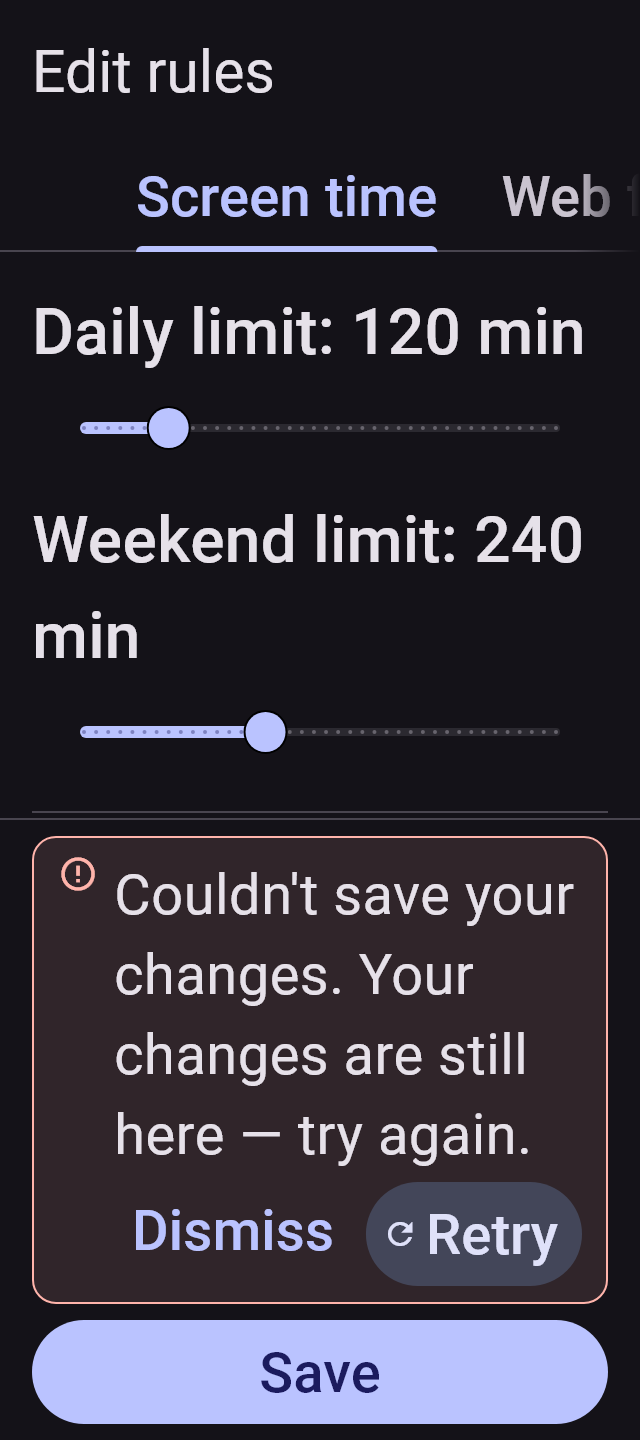 Edit rules
Screen time
Web
Daily limit: 120 min
Weekend limit: 240
min
Couldn't save your
changes. Your
changes are still
here — try again.
Dismiss
Retry
Save